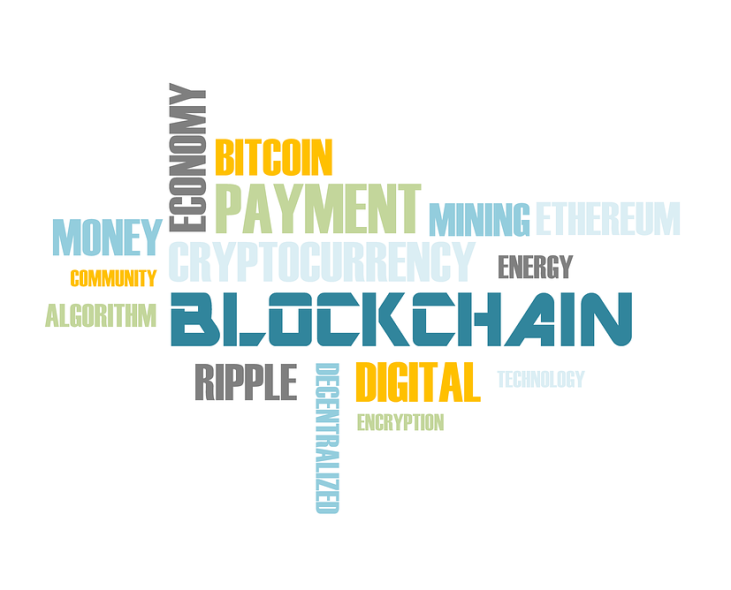 ECONOMY
BITCOIN
PAYMENT
MINING
ETHEREUM
MONEY
CRYPTOCURRENCY
ENERGY
COMMUNITY
ALGORITHM
BLOCKCHAIN
RIPPLE
DECENTRALIZED
DIGITAL
TECHNOLOGY
ENCRYPTION